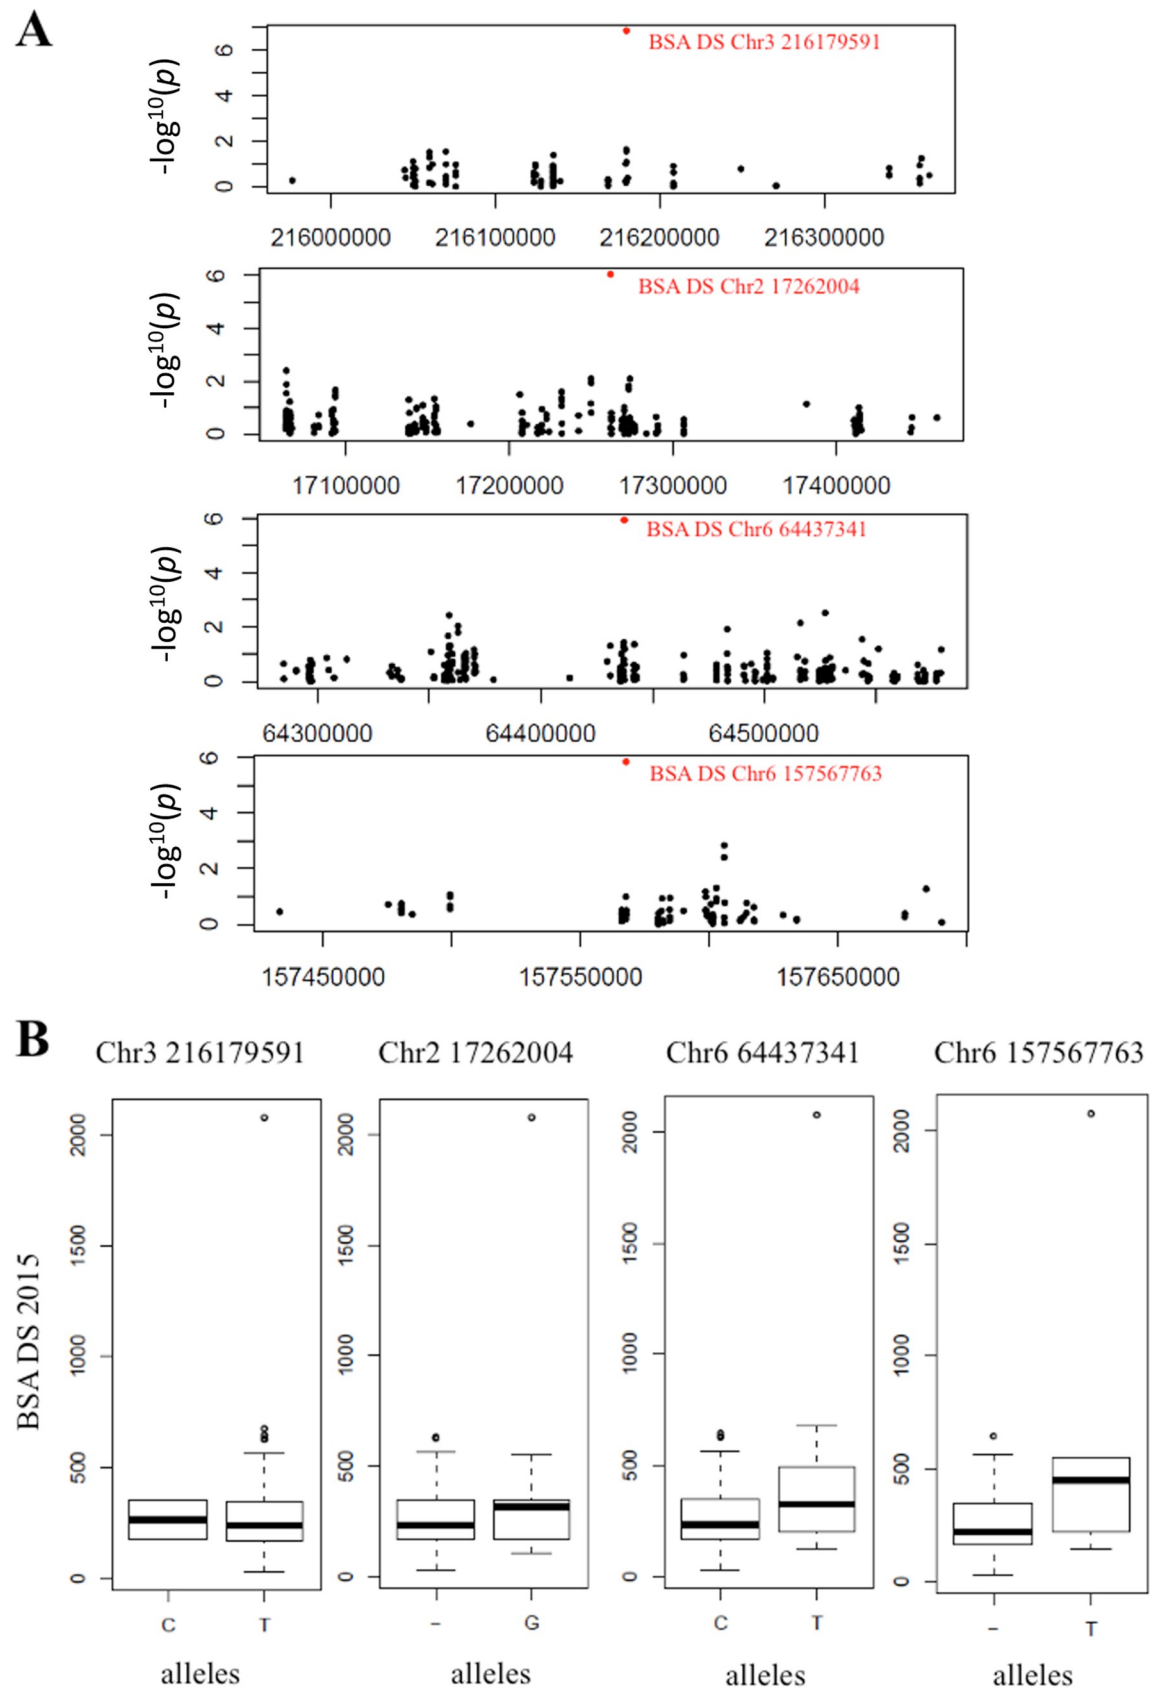 A
-log10(p)
0 2 4 6
BSA DS Chr3 216179591
216000000 216100000 216200000 216300000
-log10(p)
0 2 4 6
BSA DS Chr2 17262004
17100000 17200000 17300000 17400000
-log10(p)
0 2 4 6
BSA DS Chr6 64437341
64300000 64400000 64500000
-log10(p)
0 2 4 6
BSA DS Chr6 157567763
157450000 157550000 157650000
B
Chr3 216179591 Chr2 17262004 Chr6 64437341 Chr6 157567763
BSA DS 2015
0 500 1000 1500 2000
0 500 1000 1500 2000
0 500 1000 1500 2000
0 500 1000 1500 2000
C T – G C T – T
alleles alleles alleles alleles